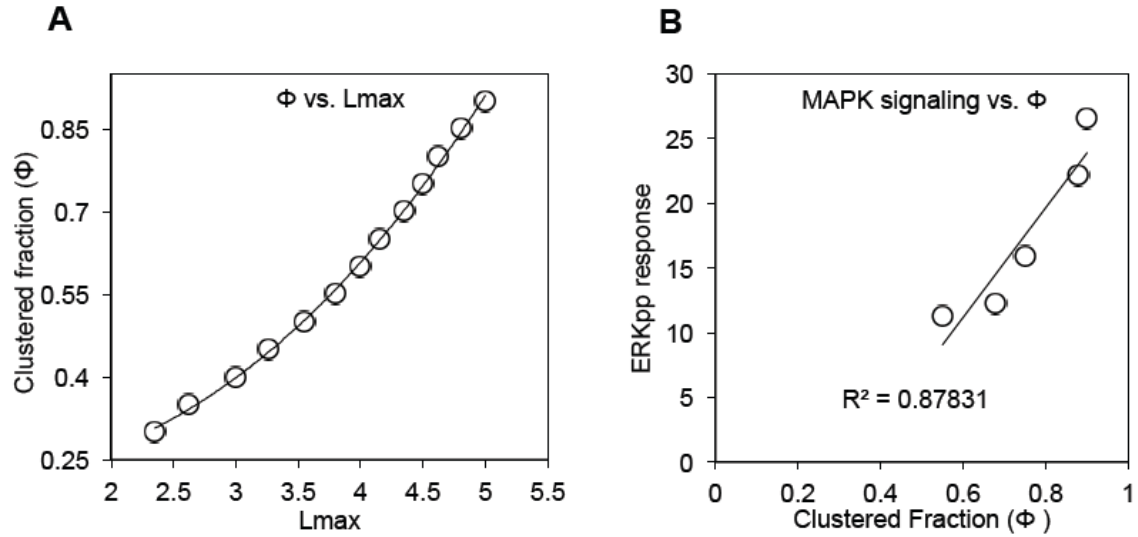 A
Φ vs. Lmax
Clustered fraction (Φ)
0.85
0.7
0.55
0.4
0.25
2 2.5 3 3.5 4 4.5 5 5.5
Lmax
B
MAPK signaling vs. Φ
ERKpp response
30
25
20
15
10
5
0
R² = 0.87831
0 0.2 0.4 0.6 0.8 1
Clustered Fraction (Φ )